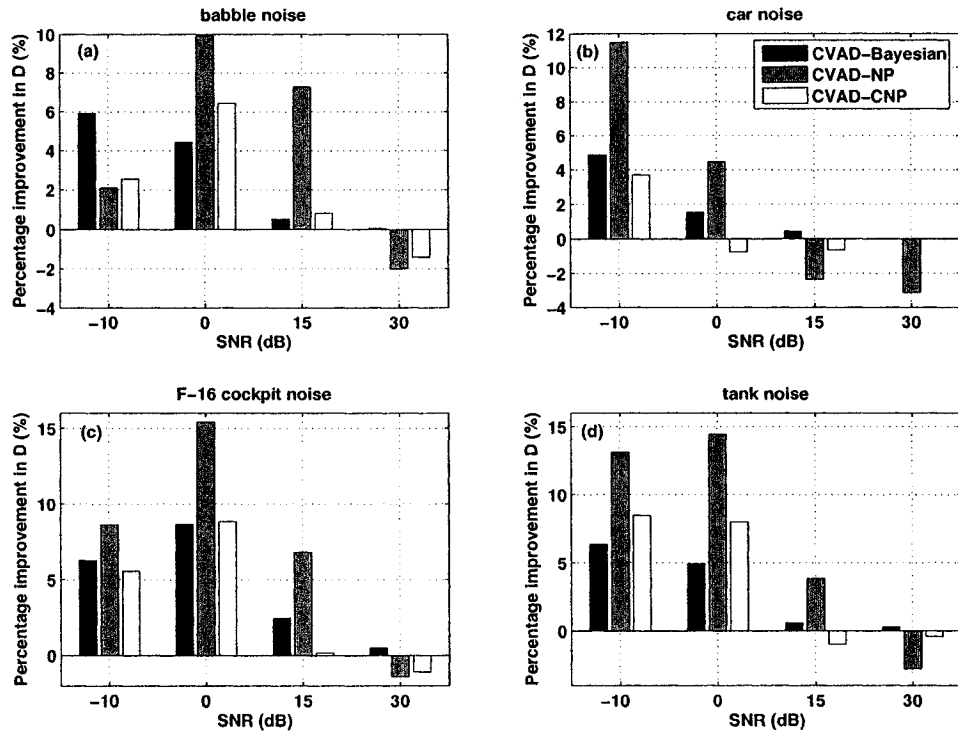 babble noise
(a)
Percentage improvement in D (%)
10
8
6
4
2
0
−2
−4
−10 0 15 30
SNR (dB)
car noise
(b)
CVAD−Bayesian
CVAD−NP
CVAD−CNP
Percentage improvement in D (%)
12
10
8
6
4
2
0
−2
−4
−10 0 15 30
SNR (dB)
F−16 cockpit noise
(c)
Percentage improvement in D (%)
15
10
5
0
−10 0 15 30
SNR (dB)
tank noise
(d)
Percentage improvement in D (%)
15
10
5
0
−10 0 15 30
SNR (dB)